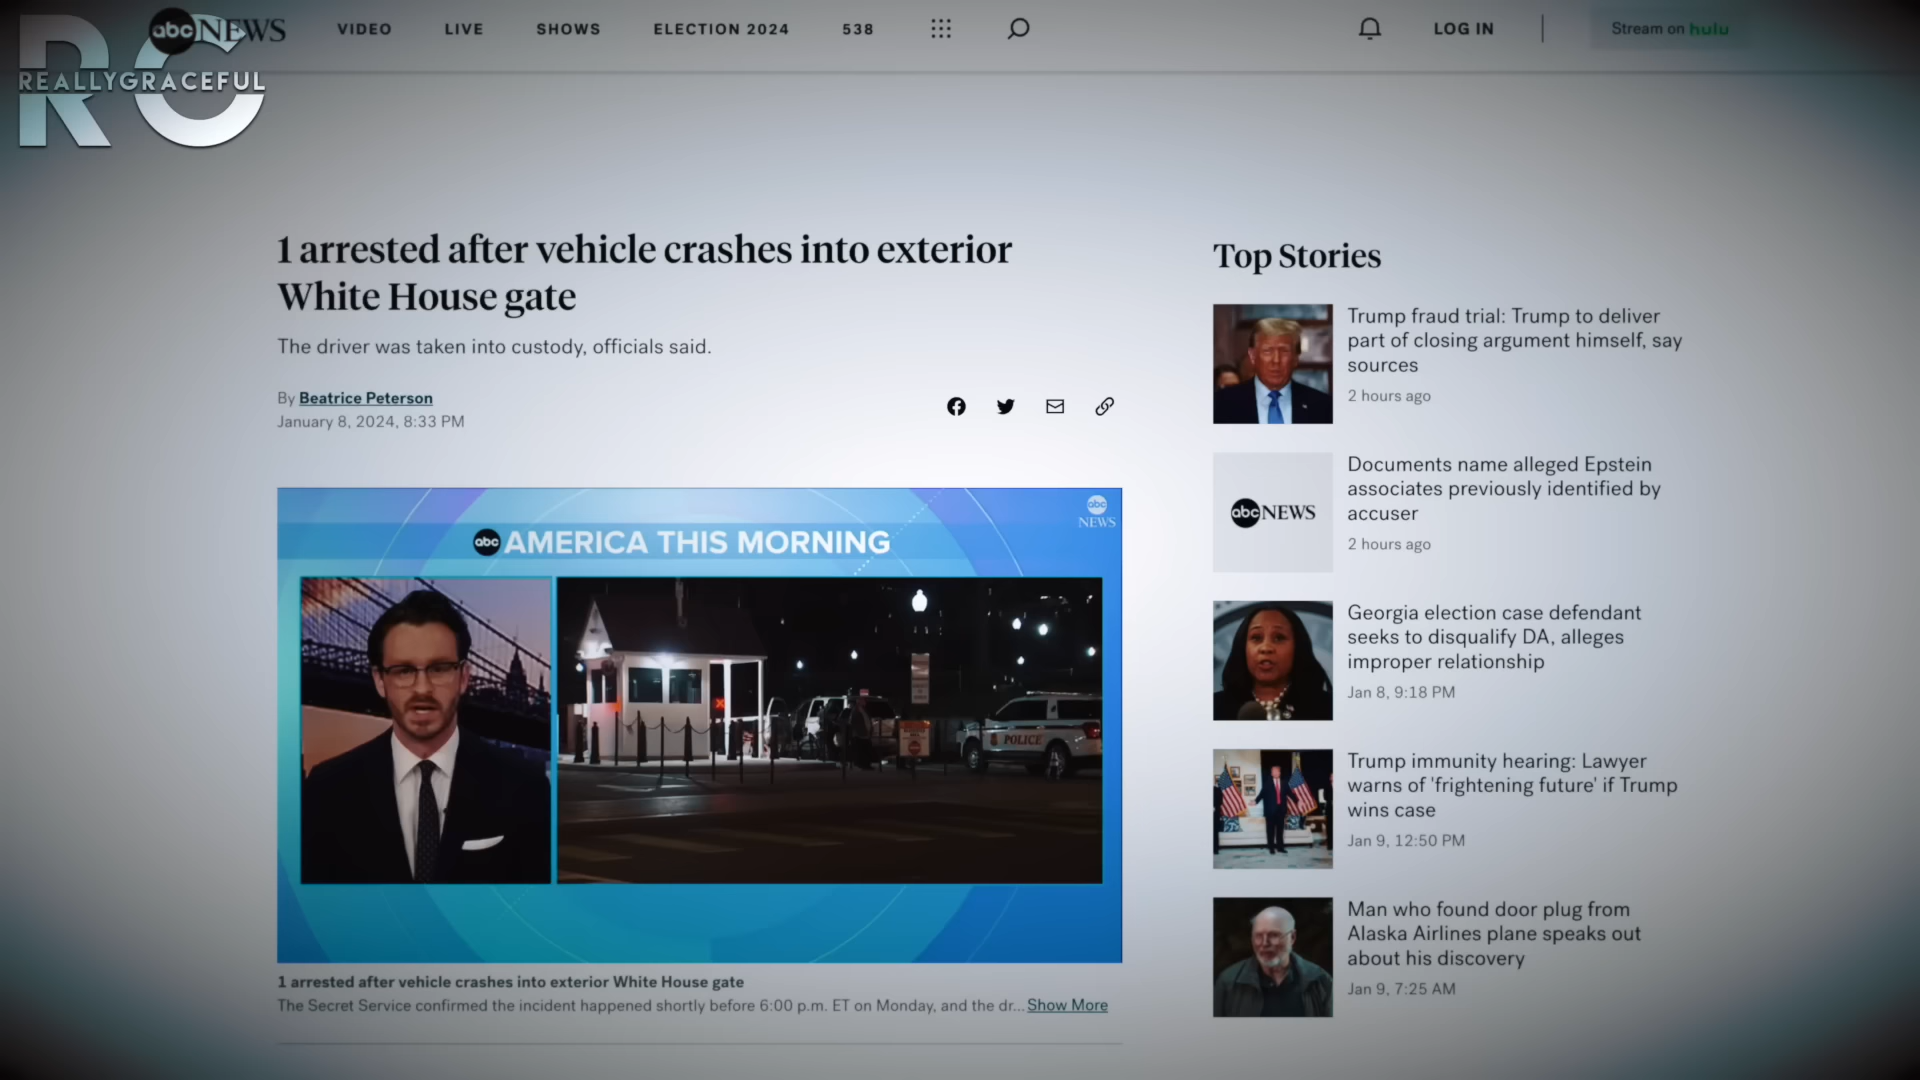 abc NEWS
VIDEO
LIVE
SHOWS
ELECTION 2024
538
LOG IN
Stream on hulu
RG
REALLYGRACEFUL
1 arrested after vehicle crashes into exterior
White House gate
The driver was taken into custody, officials said.
By Beatrice Peterson
January 8, 2024, 8:33 PM
abc
NEWS
abc AMERICA THIS MORNING
POLICE
1 arrested after vehicle crashes into exterior White House gate
The Secret Service confirmed the incident happened shortly before 6:00 p.m. ET on Monday, and the dr... Show More
Top Stories
Trump fraud trial: Trump to deliver
part of closing argument himself, say
sources
2 hours ago
abc NEWS
Documents name alleged Epstein
associates previously identified by
accuser
2 hours ago
Georgia election case defendant
seeks to disqualify DA, alleges
improper relationship
Jan 8, 9:18 PM
Trump immunity hearing: Lawyer
warns of 'frightening future' if Trump
wins case
Jan 9, 12:50 PM
Man who found door plug from
Alaska Airlines plane speaks out
about his discovery
Jan 9, 7:25 AM